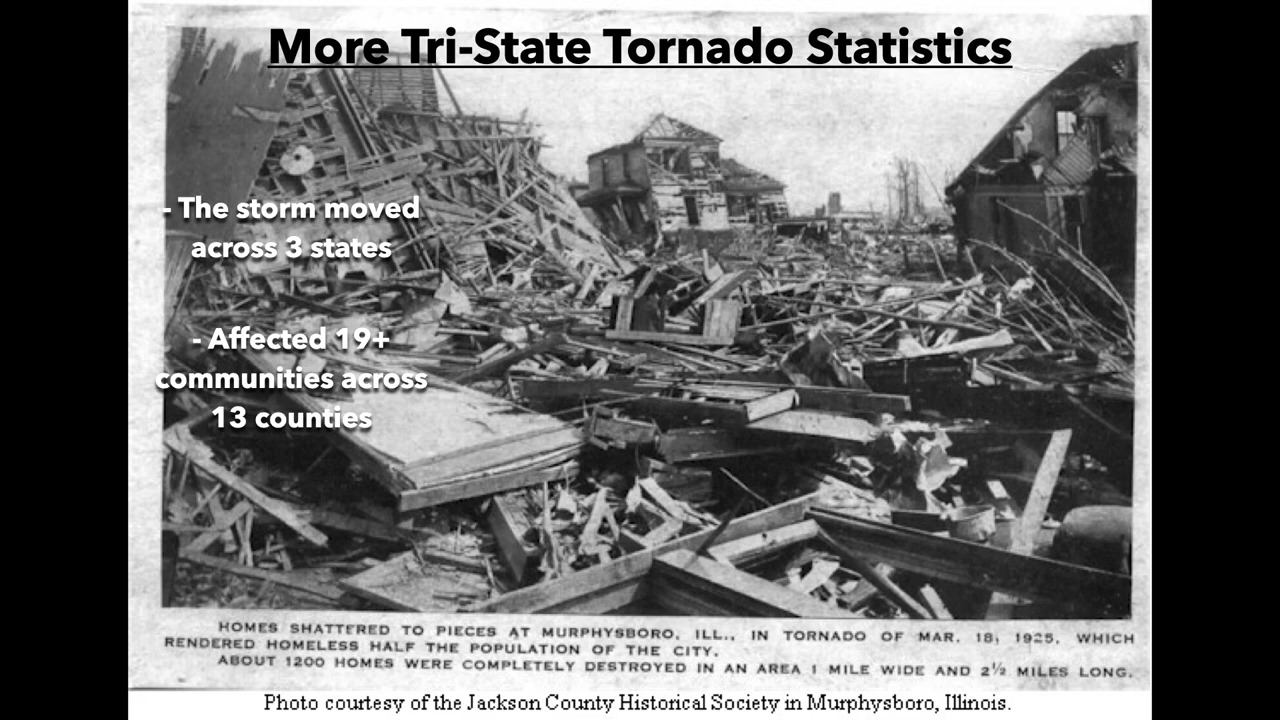 More Tri-State Tornado Statistics
- The storm moved
across 3 states
- Affected 19+
communities across
13 counties
HOMES SHATTERED TO PIECES AT MURPHYSBORO, ILL., IN TORNADO OF MAR. 18, 1925, WHICH
RENDERED HOMELESS HALF THE POPULATION OF THE CITY.
ABOUT 1200 HOMES WERE COMPLETELY DESTROYED IN AN AREA 1 MILE WIDE AND 2½ MILES LONG.
Photo courtesy of the Jackson County Historical Society in Murphysboro, Illinois.